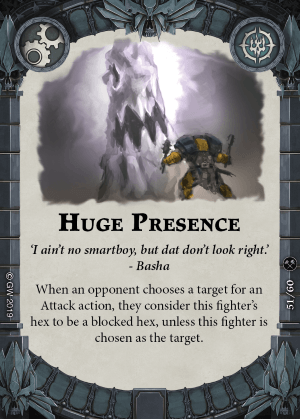 HUGE PRESENCE
‘I ain’t no smartboy, but dat don’t look right.’
- Basha
When an opponent chooses a target for an
Attack action, they consider this fighter’s
hex to be a blocked hex, unless this fighter is
chosen as the target.
© GW 2019
51/60